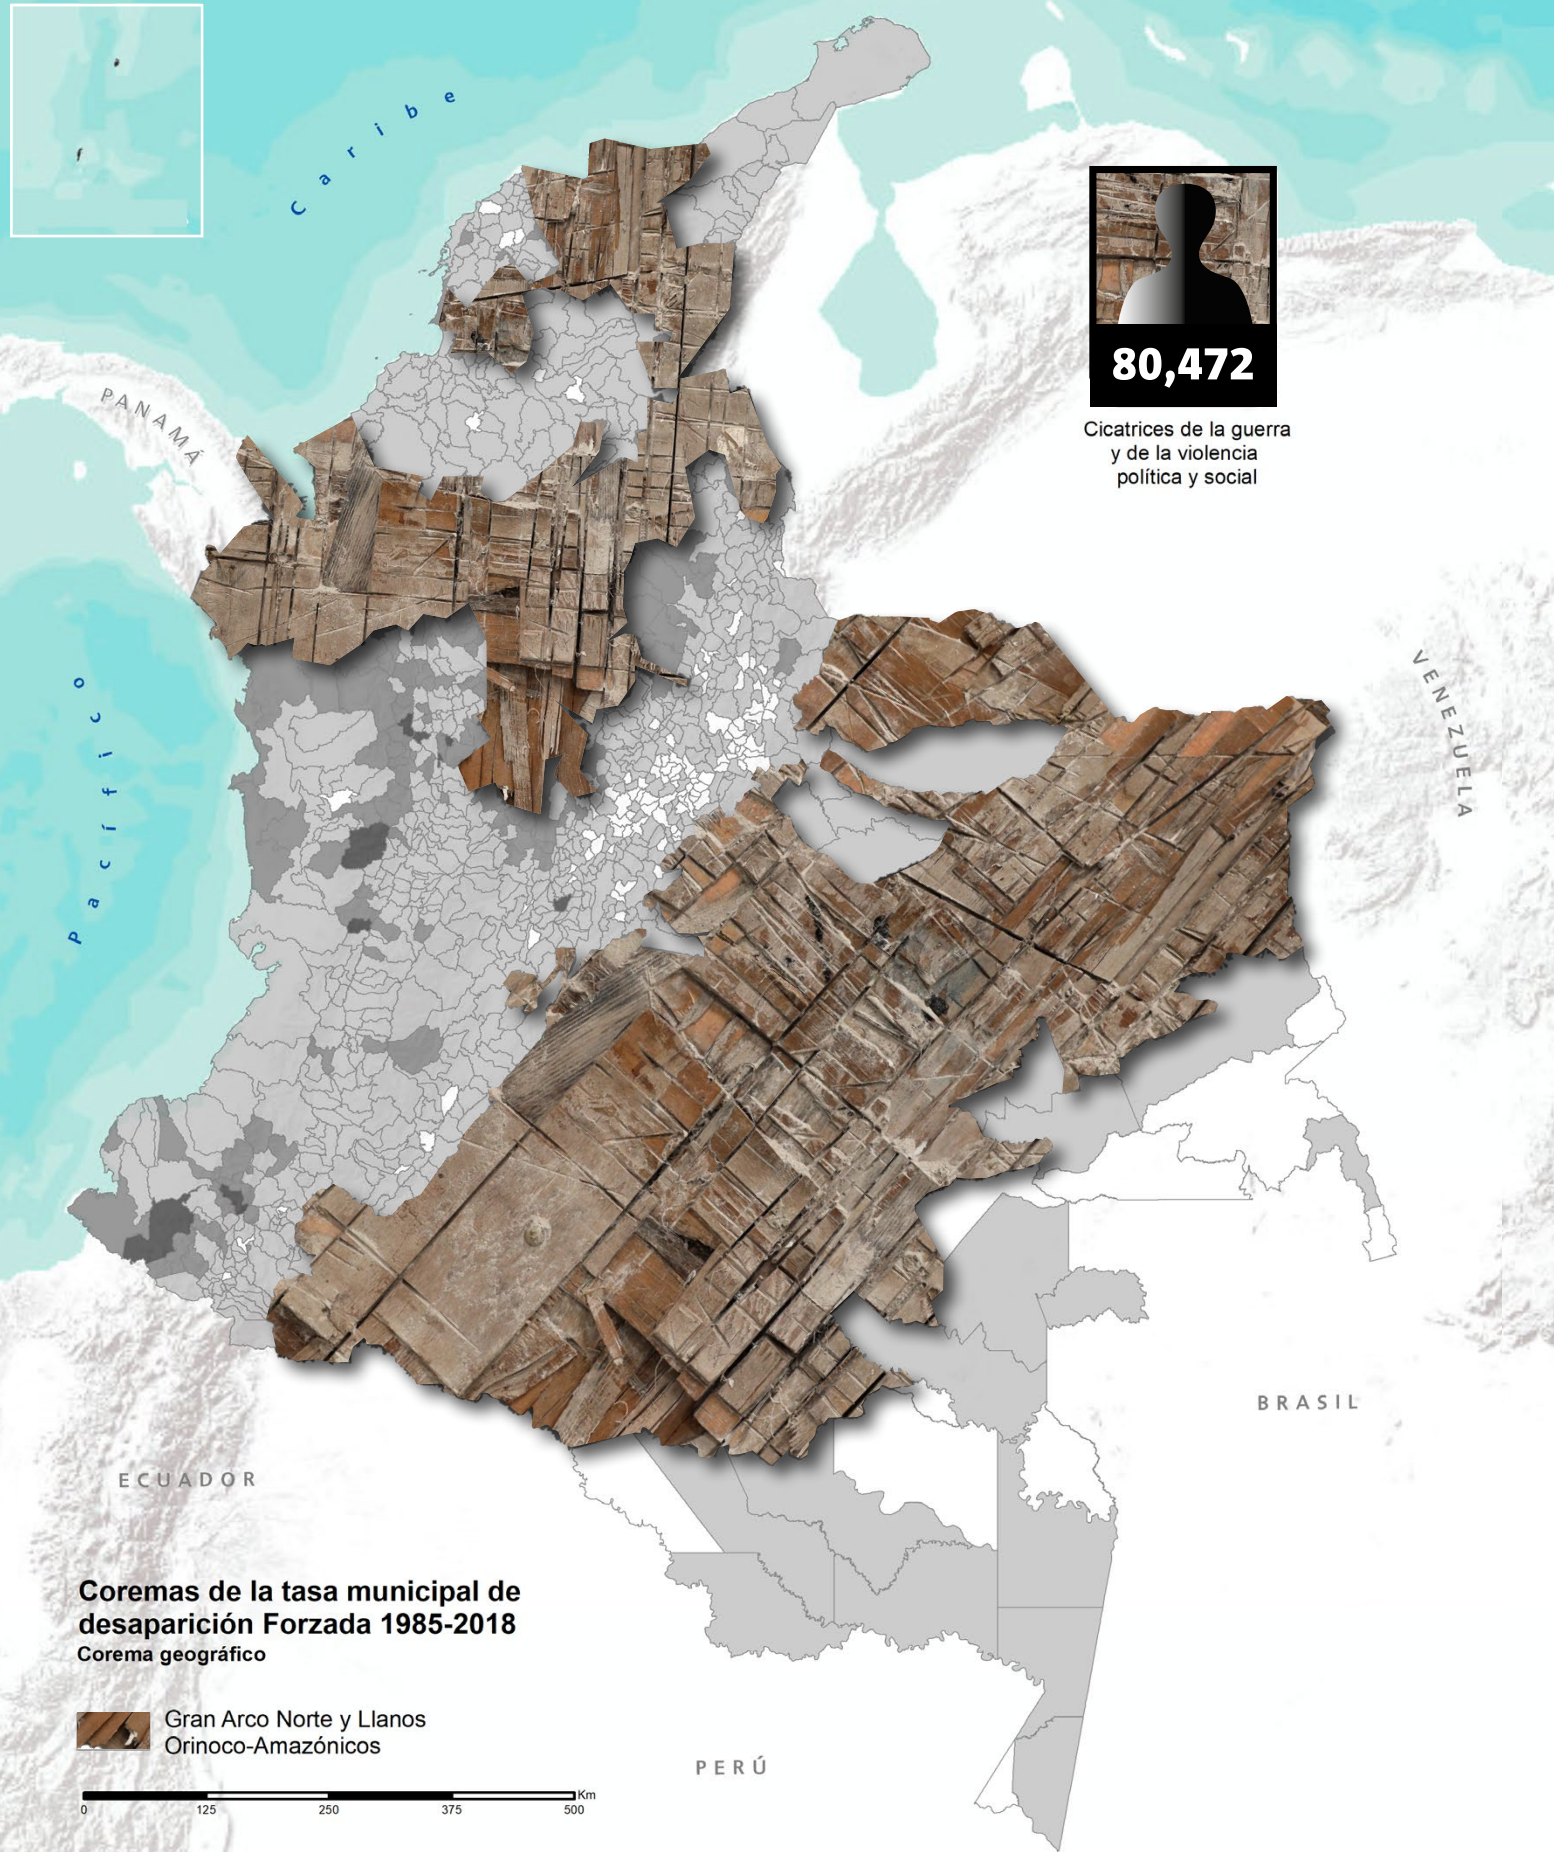 Caribe
80,472
Cicatrices de la guerra
y de la violencia
política y social
PANAMÁ
Pacífico
VENEZUELA
BRASIL
ECUADOR
Coremas de la tasa municipal de
desaparición Forzada 1985-2018
Corema geográfico
Gran Arco Norte y Llanos
Orinoco-Amazónicos
PERÚ
Km
0 125 250 375 500